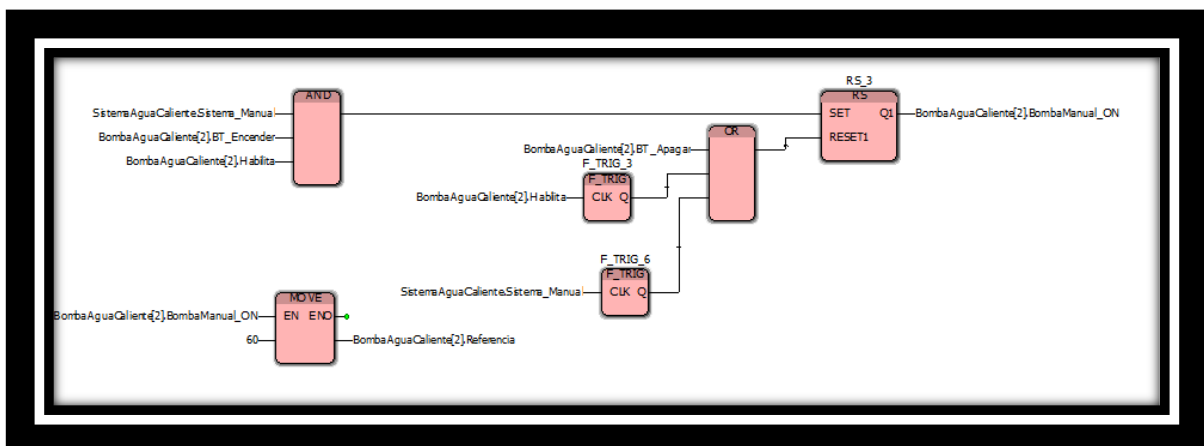 RS_3
AND
RS
SistemaAguaCaliente.Sistema_Manual
SET Q1
BombaAguaCaliente[2].BombaManual_ON
BombaAguaCaliente[2].BT_Encender
RESET1
OR
BombaAguaCaliente[2].BT_Apagar
BombaAguaCaliente[2].Habilita
F_TRIG_3
F_TRIG
BombaAguaCaliente[2].Hablita
CLK Q
F_TRIG_6
F_TRIG
SistemaAguaCaliente.Sistema_Manual
CLK Q
MOVE
BombaAguaCaliente[2].BombaManual_ON
EN ENO
60
BombaAguaCaliente[2].Referencia